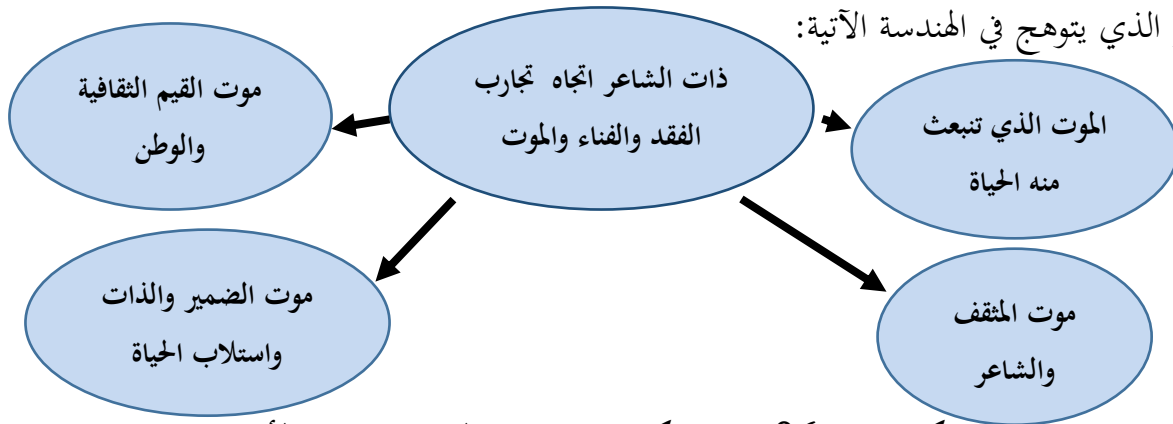 الذي يتوهج في الهندسة الآتية:
ذات الشاعر اتجاه تجارب
الفقد والفناء والموت
الموت الذي تنبعث
منه الحياة
موت القيم الثقافية
والوطن
موت المثقف
والشاعر
موت الضمير والذات
واستلاب الحياة